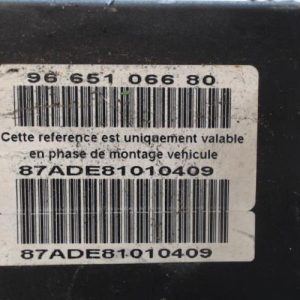 96 651 066 80
Cette reference est uniquement valable
en phase de montage vehicule
87ADE81010409
87ADE81010409